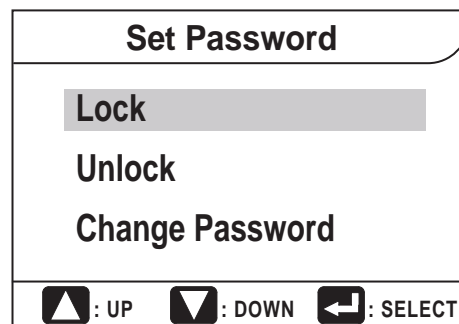 Set Password
Lock
Unlock
Change Password
: UP : DOWN : SELECT